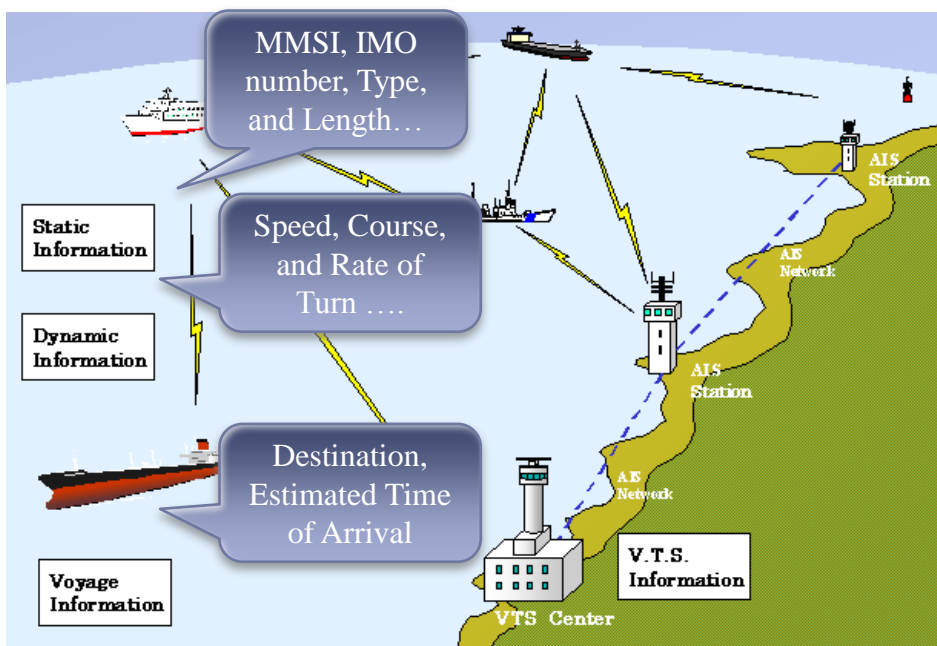 MMSI, IMO
number, Type,
and Length…
AIS
Station
Static
Information
Speed, Course,
and Rate of
Turn ….
AIS
Network
Dynamic
Information
AIS
Station
Destination,
Estimated Time
of Arrival
AIS
Network
V.T.S.
Information
Voyage
Information
VTS Center